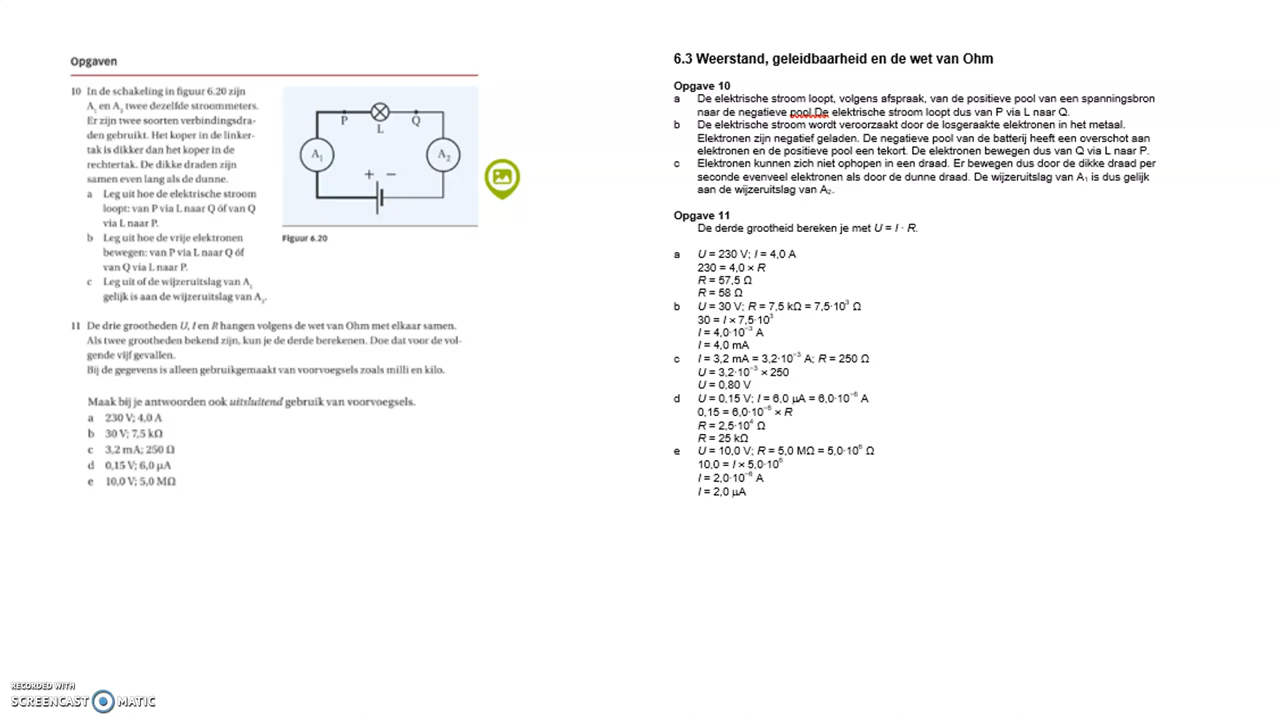 Opgaven
10 In de schakeling in figuur 6.20 zijn
A1 en A2 twee dezelfde stroommeters.
Er zijn twee soorten verbindingsdra-
den gebruikt. Het koper in de linker-
tak is dikker dan het koper in de
rechtertak. De dikke draden zijn
samen even lang als de dunne.
a Leg uit hoe de elektrische stroom
loopt: van P via L naar Q óf van Q
via L naar P.
b Leg uit hoe de vrije elektronen
bewegen: van P via L naar Q óf
van Q via L naar P.
c Leg uit of de wijzeruitslag van A1
gelijk is aan de wijzeruitslag van A2.
P
L
Q
A1
A2
+ −
Figuur 6.20
11 De drie grootheden U, I en R hangen volgens de wet van Ohm met elkaar samen.
Als twee grootheden bekend zijn, kun je de derde berekenen. Doe dat voor de vol-
gende vijf gevallen.
Bij de gegevens is alleen gebruikgemaakt van voorvoegsels zoals milli en kilo.
Maak bij je antwoorden ook uitsluitend gebruik van voorvoegsels.
a 230 V; 4,0 A
b 30 V; 7,5 kΩ
c 3,2 mA; 250 Ω
d 0,15 V; 6,0 µA
e 10,0 V; 5,0 MΩ
6.3 Weerstand, geleidbaarheid en de wet van Ohm
Opgave 10
a De elektrische stroom loopt, volgens afspraak, van de positieve pool van een spanningsbron
naar de negatieve pool.De elektrische stroom loopt dus van P via L naar Q.
b De elektrische stroom wordt veroorzaakt door de losgeraakte elektronen in het metaal.
Elektronen zijn negatief geladen. De negatieve pool van de batterij heeft een overschot aan
elektronen en de positieve pool een tekort. De elektronen bewegen dus van Q via L naar P.
c Elektronen kunnen zich niet ophopen in een draad. Er bewegen dus door de dikke draad per
seconde evenveel elektronen als door de dunne draad. De wijzeruitslag van A1 is dus gelijk
aan de wijzeruitslag van A2.
Opgave 11
De derde grootheid bereken je met U = I · R.
a U = 230 V; I = 4,0 A
230 = 4,0 × R
R = 57,5 Ω
R = 58 Ω
b U = 30 V; R = 7,5 kΩ = 7,5·10³ Ω
30 = I × 7,5·10³
I = 4,0·10⁻³ A
I = 4,0 mA
c I = 3,2 mA = 3,2·10⁻³ A; R = 250 Ω
U = 3,2·10⁻³ × 250
U = 0,80 V
d U = 0,15 V; I = 6,0 µA = 6,0·10⁻⁶ A
0,15 = 6,0·10⁻⁶ × R
R = 2,5·10⁴ Ω
R = 25 kΩ
e U = 10,0 V; R = 5,0 MΩ = 5,0·10⁶ Ω
10,0 = I × 5,0·10⁶
I = 2,0·10⁻⁶ A
I = 2,0 µA
RECORDED WITH
SCREENCAST MATIC